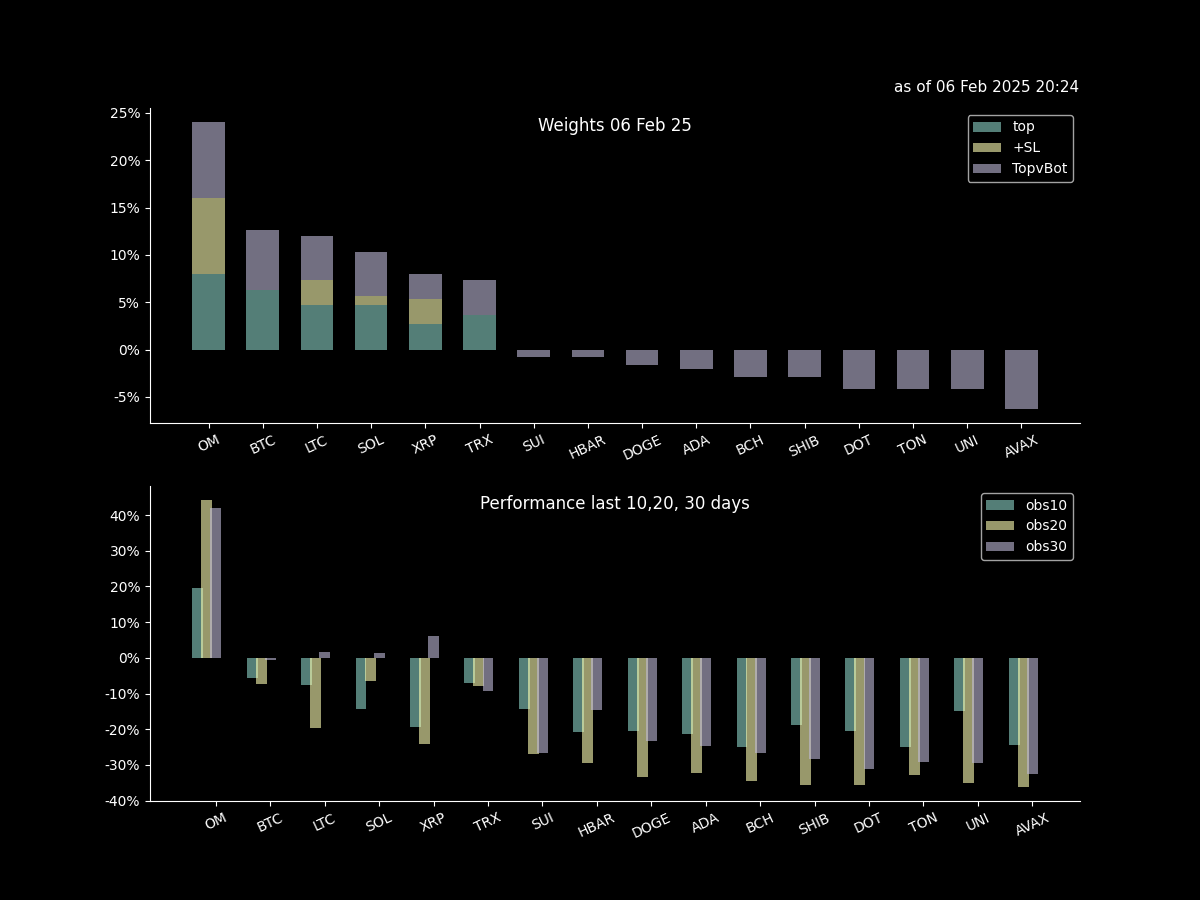 as of 06 Feb 2025 20:24
Weights 06 Feb 25
top
+SL
TopvBot
25%
20%
15%
10%
5%
0%
-5%
OM BTC LTC SOL XRP TRX SUI HBAR DOGE ADA BCH SHIB DOT TON UNI AVAX
Performance last 10,20, 30 days
obs10
obs20
obs30
40%
30%
20%
10%
0%
-10%
-20%
-30%
-40%
OM BTC LTC SOL XRP TRX SUI HBAR DOGE ADA BCH SHIB DOT TON UNI AVAX